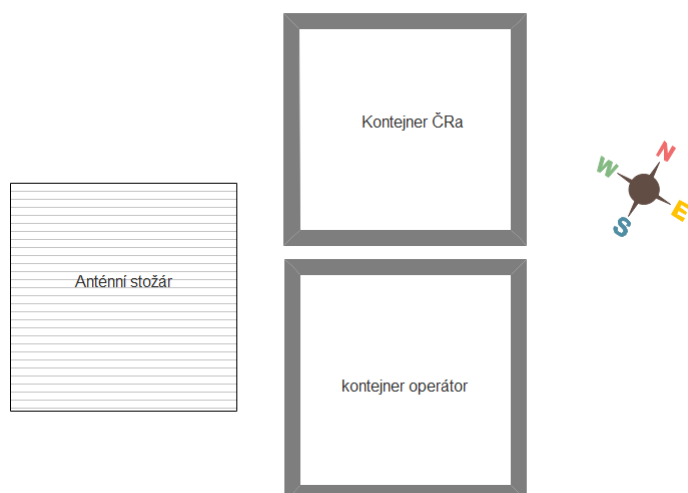 Kontejner ČRa
N
W
E
S
Anténní stožár
kontejner operátor